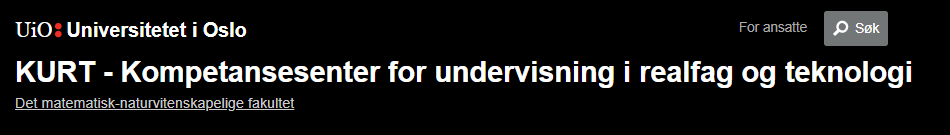 UiO: Universitetet i Oslo
For ansatte
Søk
KURT - Kompetansesenter for undervisning i realfag og teknologi
Det matematisk-naturvitenskapelige fakultet